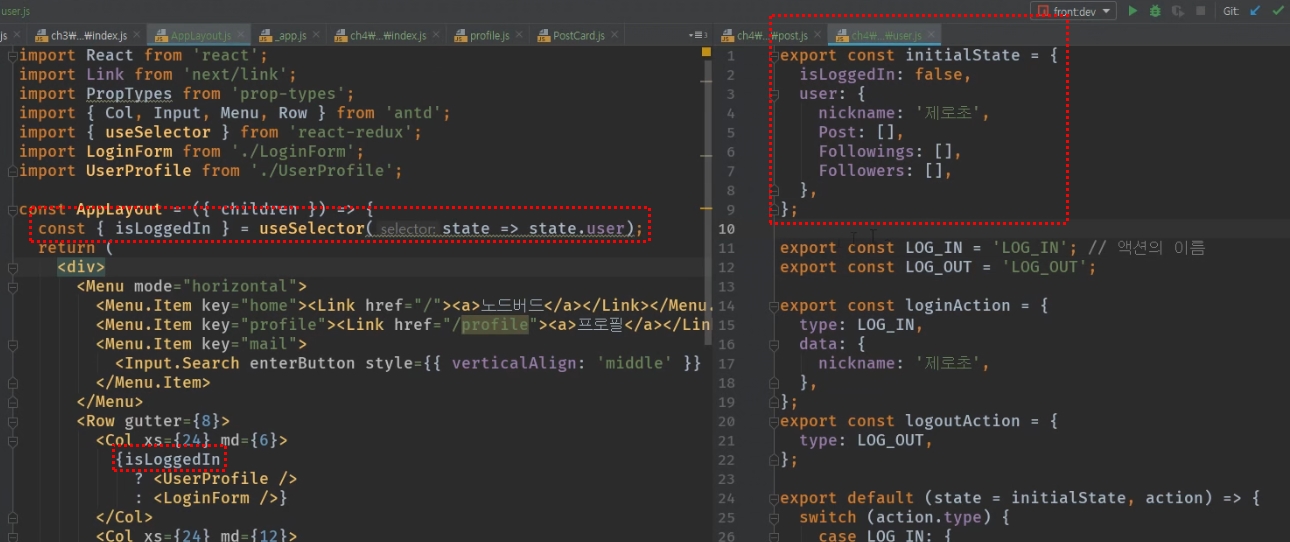 user.js
front:dev
Git:
js
ch3₩...₩index.js
AppLayout.js
_app.js
ch4₩...₩index.js
profile.js
PostCard.js
ch4₩...₩post.js
ch4₩...₩user.js
import React from 'react';
import Link from 'next/link';
import PropTypes from 'prop-types';
import { Col, Input, Menu, Row } from 'antd';
import { useSelector } from 'react-redux';
import LoginForm from './LoginForm';
import UserProfile from './UserProfile';
const AppLayout = ({ children }) => {
const { isLoggedIn } = useSelector( selector: state => state.user);
return (
<div>
<Menu mode="horizontal">
<Menu.Item key="home"><Link href="/"><a>노드버드</a></Link></Menu.
<Menu.Item key="profile"><Link href="/profile"><a>프로필</a></Lin
<Menu.Item key="mail">
<Input.Search enterButton style={{ verticalAlign: 'middle' }}
</Menu.Item>
</Menu>
<Row gutter={8}>
<Col xs={24} md={6}>
{isLoggedIn
? <UserProfile />
: <LoginForm />}
</Col>
<Col xs={24} md={12}>
1 export const initialState = {
2 isLoggedIn: false,
3 user: {
4 nickname: '제로초',
5 Post: [],
6 Followings: [],
7 Followers: [],
8 },
9 };
10
11 export const LOG_IN = 'LOG_IN'; // 액션의 이름
12 export const LOG_OUT = 'LOG_OUT';
13
14 export const loginAction = {
15 type: LOG_IN,
16 data: {
17 nickname: '제로초',
18 },
19 };
20 export const logoutAction = {
21 type: LOG_OUT,
22 };
23
24 export default (state = initialState, action) => {
25 switch (action.type) {
26 case LOG_IN: {